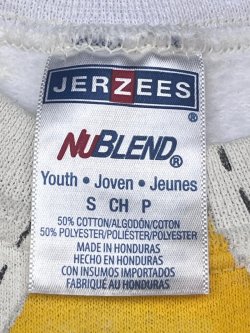 JERZEES
®
NUBLEND®
Youth • Joven • Jeunes
S CH P
50% COTTON/ALGODÓN/COTON
50% POLYESTER/POLIÉSTER/POLYESTER
MADE IN HONDURAS
HECHO EN HONDURAS
CON INSUMOS IMPORTADOS
FABRIQUÉ AU HONDURAS